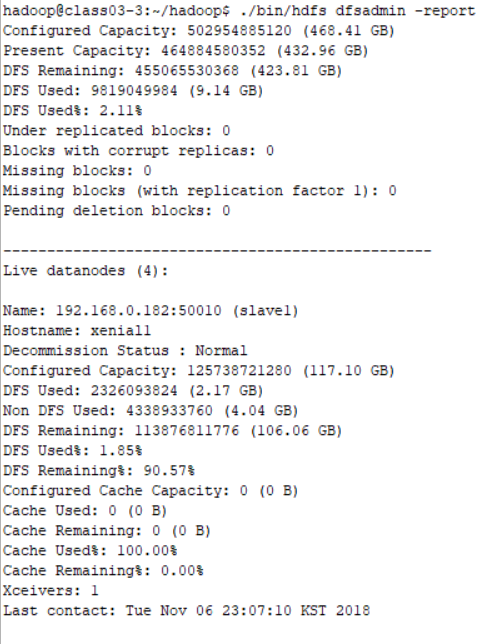 hadoop@class03-3:~/hadoop$ ./bin/hdfs dfsadmin -report
Configured Capacity: 502954885120 (468.41 GB)
Present Capacity: 464884580352 (432.96 GB)
DFS Remaining: 455065530368 (423.81 GB)
DFS Used: 9819049984 (9.14 GB)
DFS Used%: 2.11%
Under replicated blocks: 0
Blocks with corrupt replicas: 0
Missing blocks: 0
Missing blocks (with replication factor 1): 0
Pending deletion blocks: 0
-------------------------------------------------
Live datanodes (4):
Name: 192.168.0.182:50010 (slave1)
Hostname: xenial1
Decommission Status : Normal
Configured Capacity: 125738721280 (117.10 GB)
DFS Used: 2326093824 (2.17 GB)
Non DFS Used: 4338933760 (4.04 GB)
DFS Remaining: 113876811776 (106.06 GB)
DFS Used%: 1.85%
DFS Remaining%: 90.57%
Configured Cache Capacity: 0 (0 B)
Cache Used: 0 (0 B)
Cache Remaining: 0 (0 B)
Cache Used%: 100.00%
Cache Remaining%: 0.00%
Xceivers: 1
Last contact: Tue Nov 06 23:07:10 KST 2018